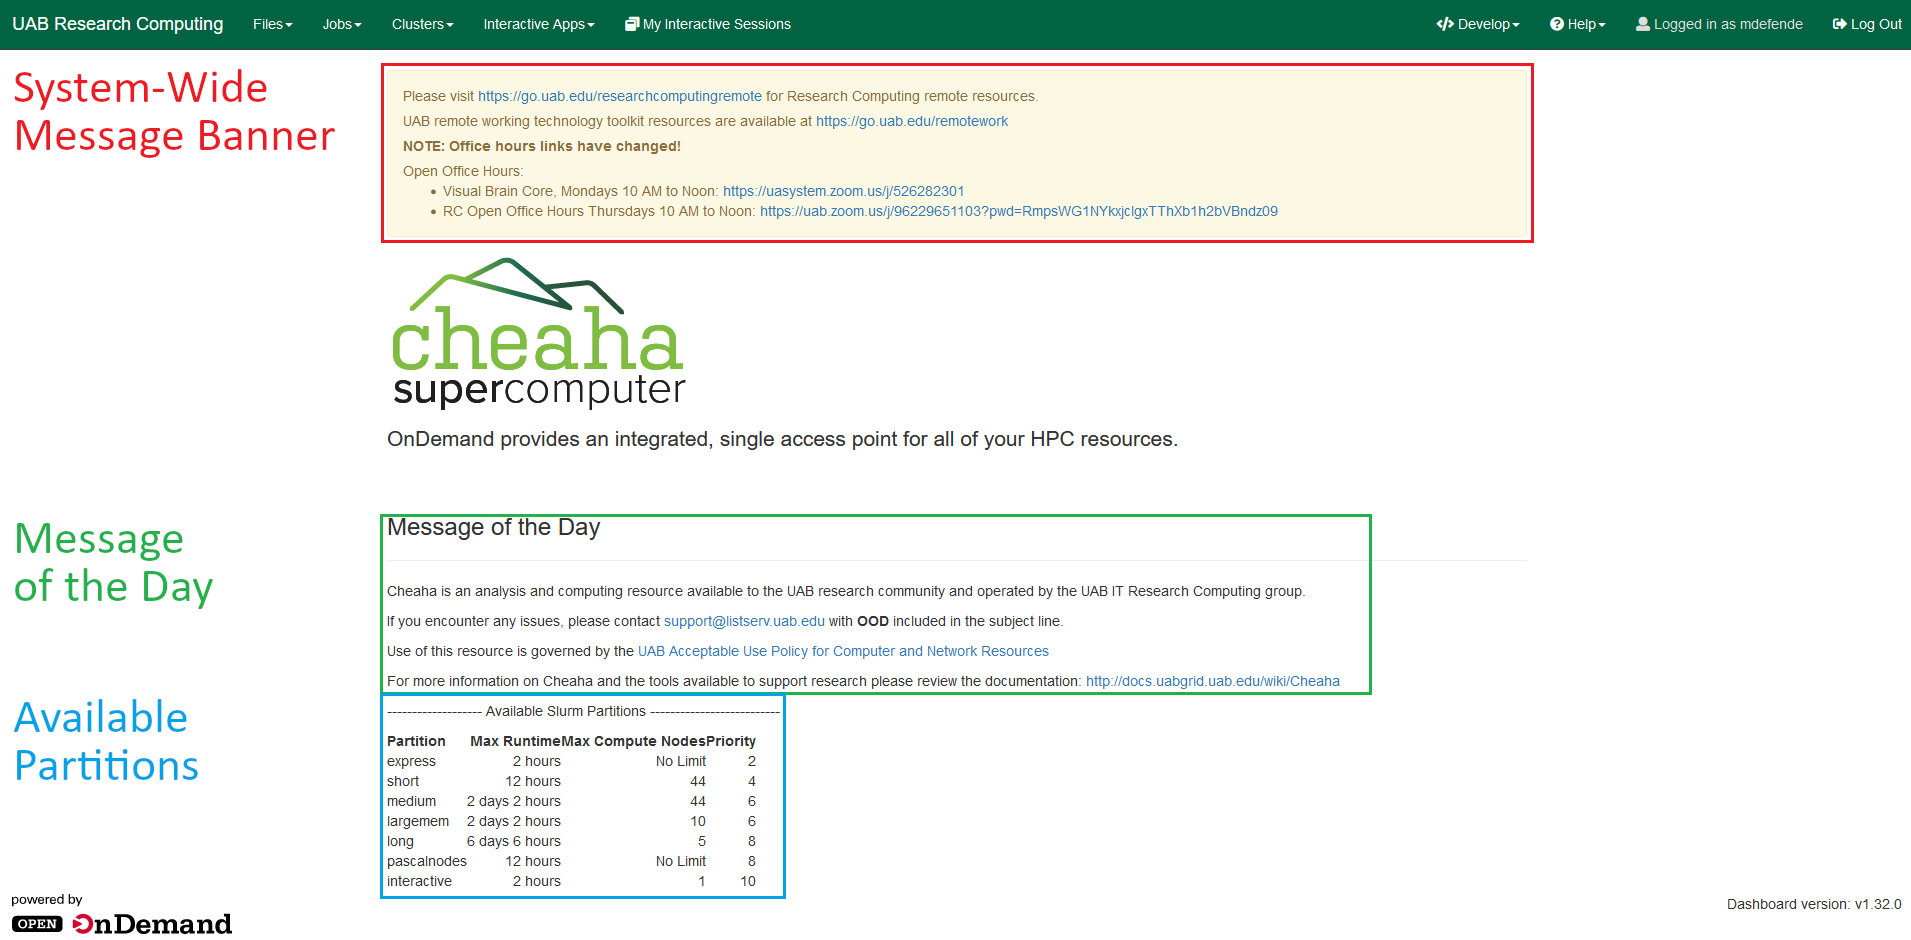 UAB Research Computing Files Jobs Clusters Interactive Apps My Interactive Sessions Develop Help Logged in as mdefende Log Out
System-Wide
Message Banner
Please visit https://go.uab.edu/researchcomputingremote for Research Computing remote resources.
UAB remote working technology toolkit resources are available at https://go.uab.edu/remotework
NOTE: Office hours links have changed!
Open Office Hours:
• Visual Brain Core, Mondays 10 AM to Noon: https://uasystem.zoom.us/j/526282301
• RC Open Office Hours Thursdays 10 AM to Noon: https://uab.zoom.us/j/96229651103?pwd=RmpsWG1NYkxjclgxTThXb1h2bVBndz09
cheaha
supercomputer
OnDemand provides an integrated, single access point for all of your HPC resources.
Message
of the Day
Message of the Day
Cheaha is an analysis and computing resource available to the UAB research community and operated by the UAB IT Research Computing group.
If you encounter any issues, please contact support@listserv.uab.edu with OOD included in the subject line.
Use of this resource is governed by the UAB Acceptable Use Policy for Computer and Network Resources
For more information on Cheaha and the tools available to support research please review the documentation: http://docs.uabgrid.uab.edu/wiki/Cheaha
Available
Partitions
------------------- Available Slurm Partitions --------------------------
Partition Max Runtime Max Compute Nodes Priority
express 2 hours No Limit 2
short 12 hours 44 4
medium 2 days 2 hours 44 6
largemem 2 days 2 hours 10 6
long 6 days 6 hours 5 8
pascalnodes 12 hours No Limit 8
interactive 2 hours 1 10
powered by
OPEN OnDemand
Dashboard version: v1.32.0